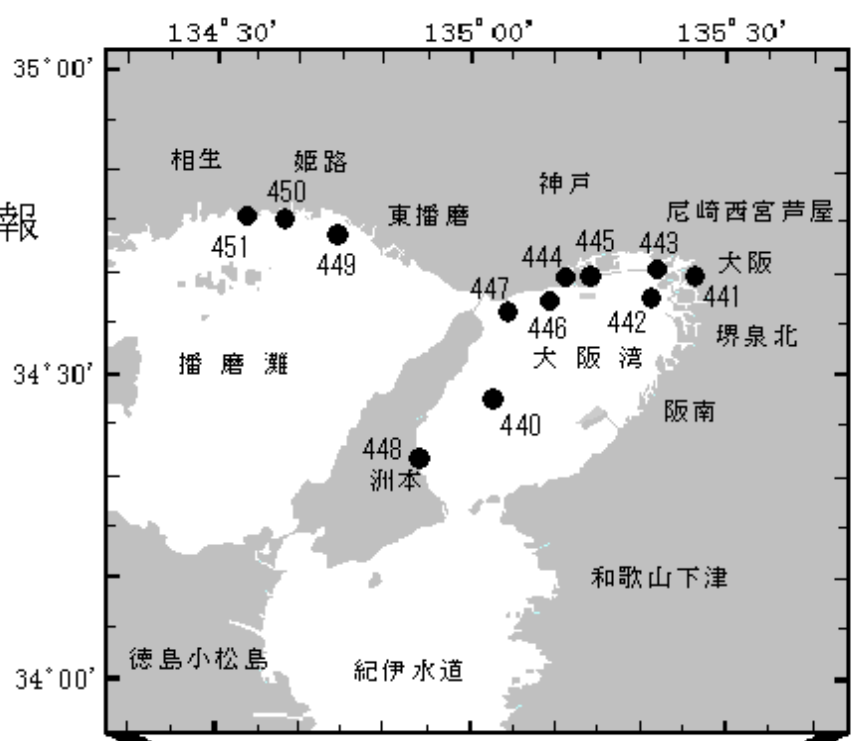 134°30' 135°00' 135°30'
35°00'
相生 姫路
神戸
450
報
東播磨
尼崎西宮芦屋
451
449
444 445 443
大阪
447
441
446
442
堺泉北
播磨灘
大阪湾
34°30'
阪南
440
448
洲本
和歌山下津
徳島小松島
紀伊水道
34°00'